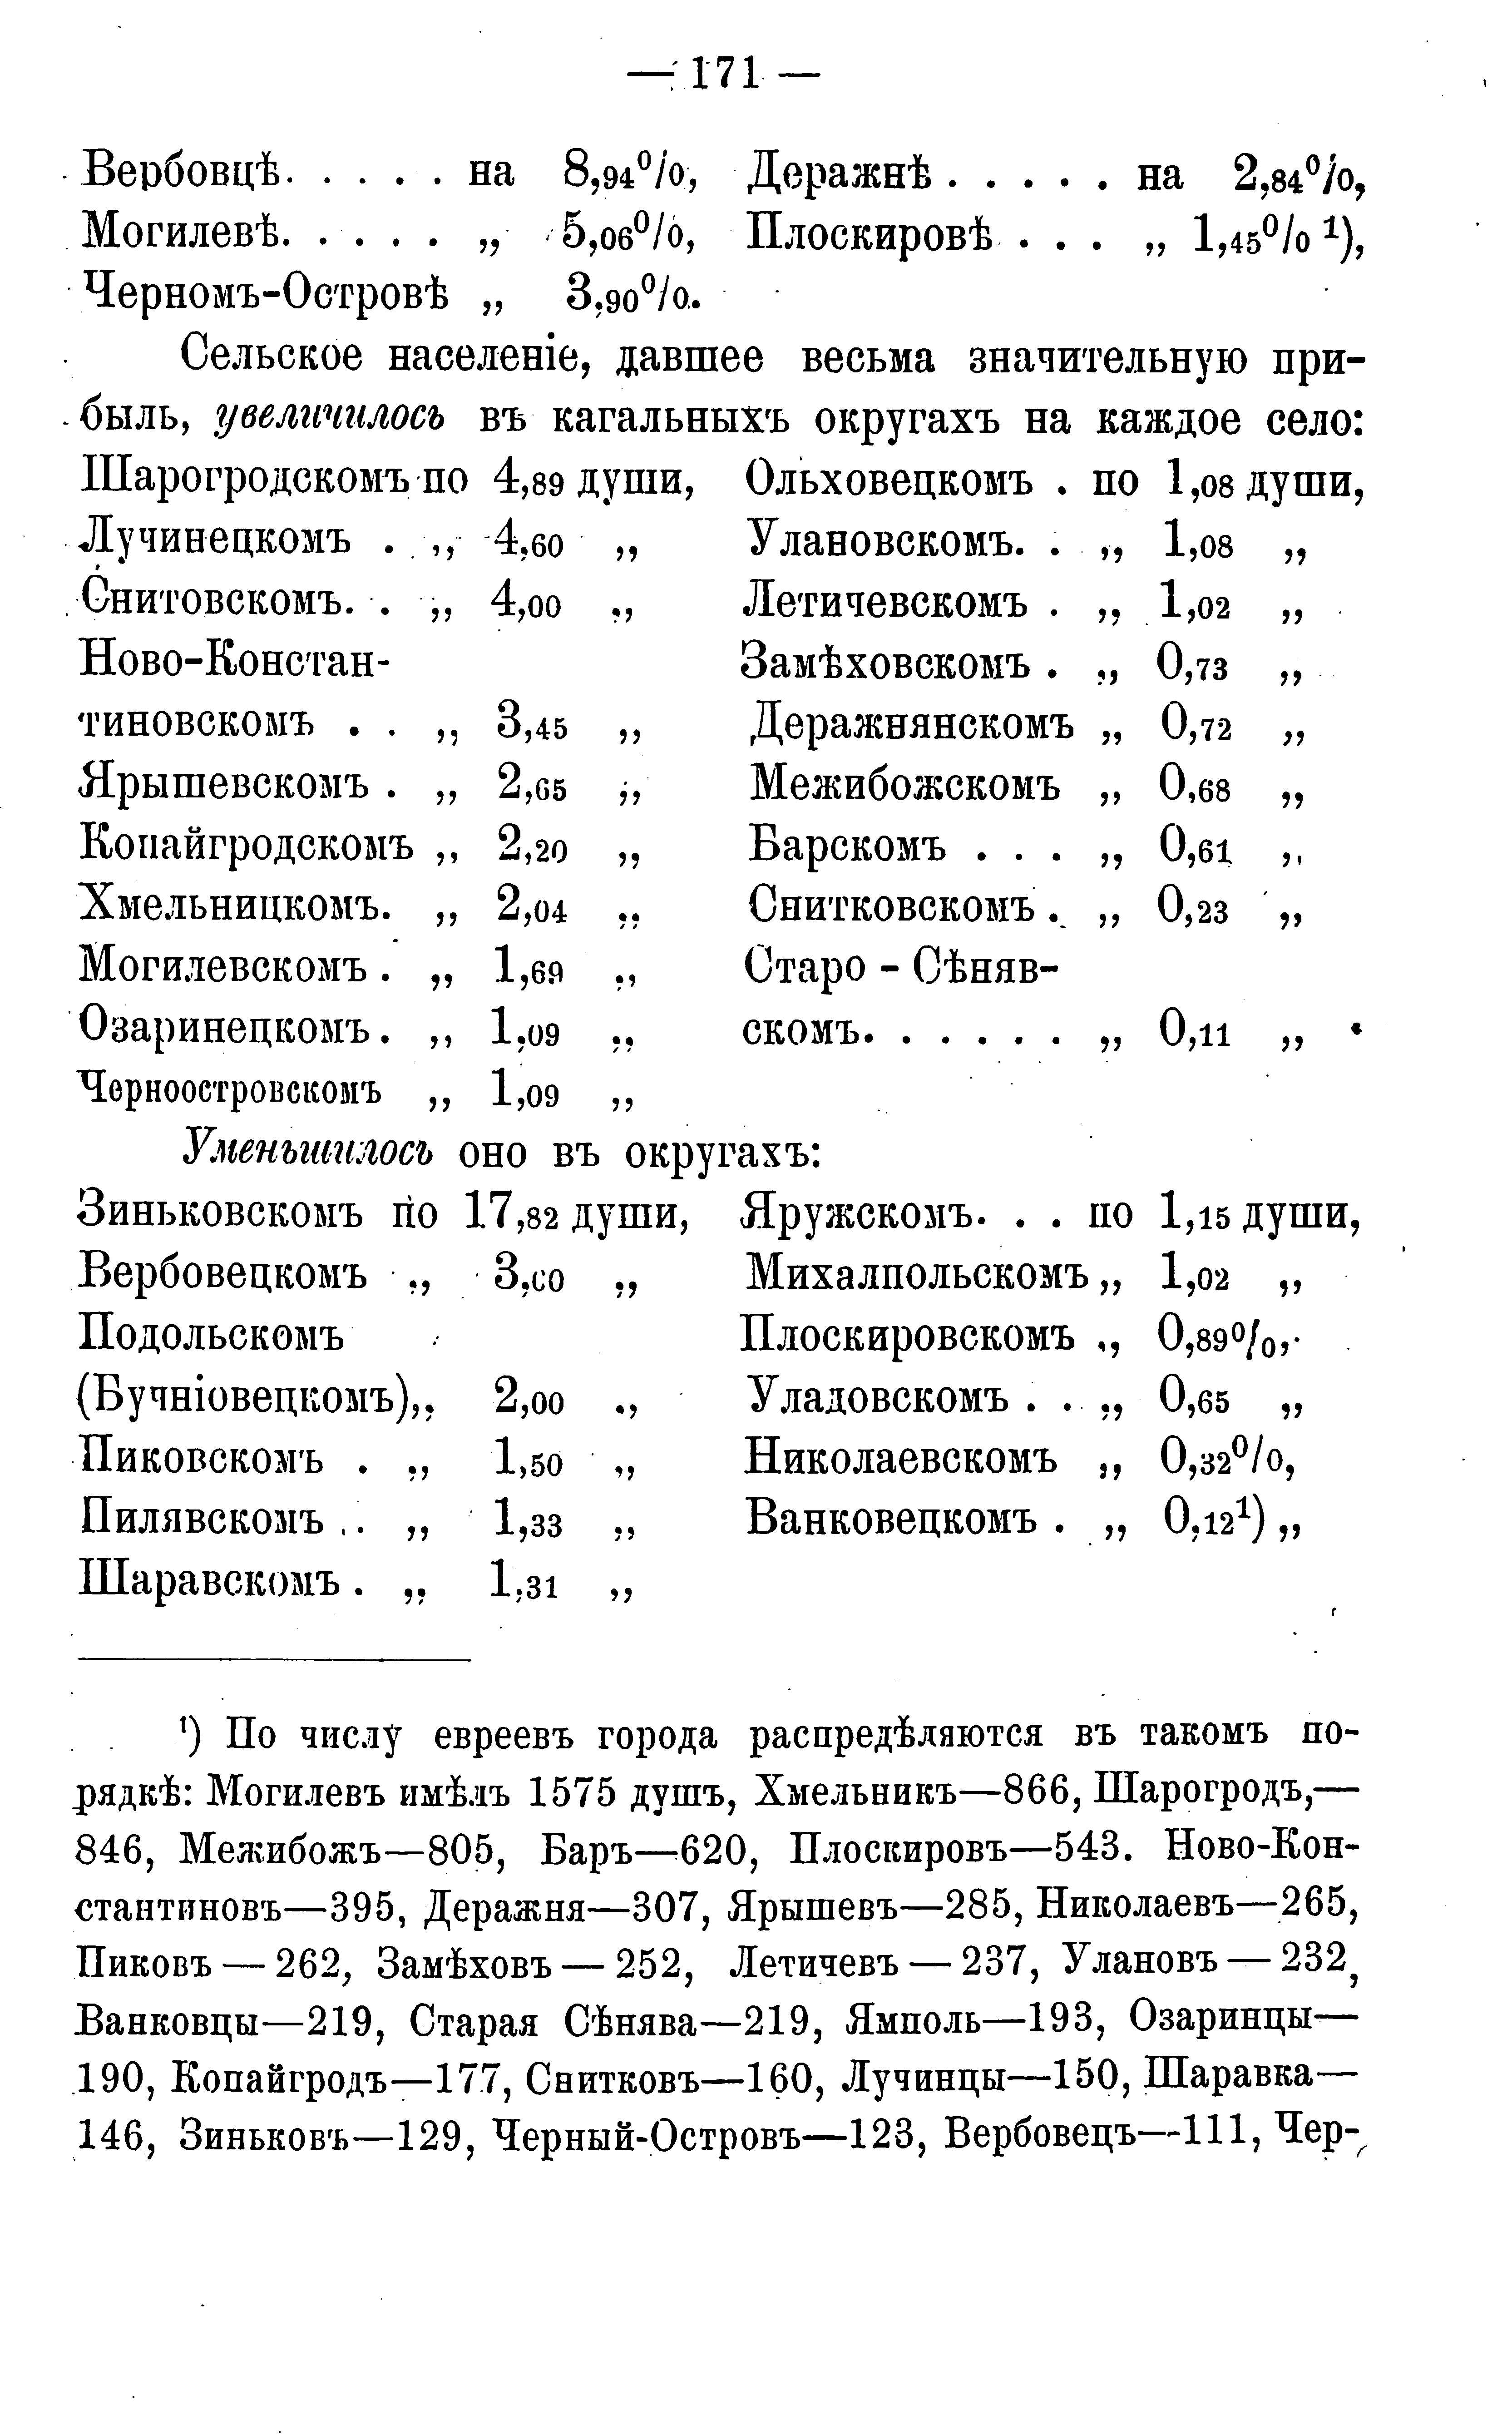 — 171 —
Вербовцѣ. . . . . на 8,94%, Деражнѣ . . . . . на 2,84%,
Могилевѣ. . . . . „ 5,06%, Плоскировѣ . . . „ 1,45% ¹),
Черномъ-Островѣ „ 3,90%.
Сельское населеніе, давшее весьма значительную при-
быль, увеличилось въ кагальныхъ округахъ на каждое село:
Шарогродскомъ по 4,89 души, Ольховецкомъ . по 1,08 души,
Лучинецкомъ . . „ 4,60 „ Улановскомъ. . „ 1,08 „
Снитовскомъ. . . „ 4,00 „ Летичевскомъ . „ 1,02 „
Ново-Констан- Замѣховскомъ . „ 0,73 „
тиновскомъ . . „ 3,45 „ Деражнянскомъ „ 0,72 „
Ярышевскомъ . „ 2,65 „ Межибожскомъ „ 0,68 „
Копайгродскомъ „ 2,20 „ Барскомъ . . . „ 0,61 „
Хмельницкомъ. „ 2,04 „ Снитковскомъ . „ 0,23 „
Могилевскомъ . „ 1,69 „ Старо - Сѣняв-
Озаринецкомъ. „ 1,09 „ скомъ. . . . . . „ 0,11 „
Черноостровскомъ „ 1,09 „
Уменьшилось оно въ округахъ:
Зиньковскомъ по 17,82 души, Яружскомъ. . . по 1,15 души,
Вербовецкомъ „ 3,00 „ Михалпольскомъ „ 1,02 „
Подольскомъ Плоскировскомъ „ 0,89%,
(Бучніовецкомъ)„ 2,00 „ Уладовскомъ . . „ 0,65 „
Пиковскомъ . „ 1,50 „ Николаевскомъ „ 0,32%,
Пилявскомъ . . „ 1,33 „ Ванковецкомъ . „ 0,12¹) „
Шаравскомъ . „ 1,31 „
¹) По числу евреевъ города распредѣляются въ такомъ по-
рядкѣ: Могилевъ имѣлъ 1575 душъ, Хмельникъ—866, Шарогродъ,—
846, Межибожъ—805, Баръ—620, Плоскировъ—543. Ново-Кон-
стантиновъ—395, Деражня—307, Ярышевъ—285, Николаевъ—265,
Пиковъ — 262, Замѣховъ — 252, Летичевъ — 237, Улановъ — 232,
Ванковцы—219, Старая Сѣнява—219, Ямполь—193, Озаринцы—
190, Копайгродъ—177, Снитковъ—160, Лучинцы—150, Шаравка—
146, Зиньковъ—129, Черный-Островъ—123, Вербовецъ—111, Чер-